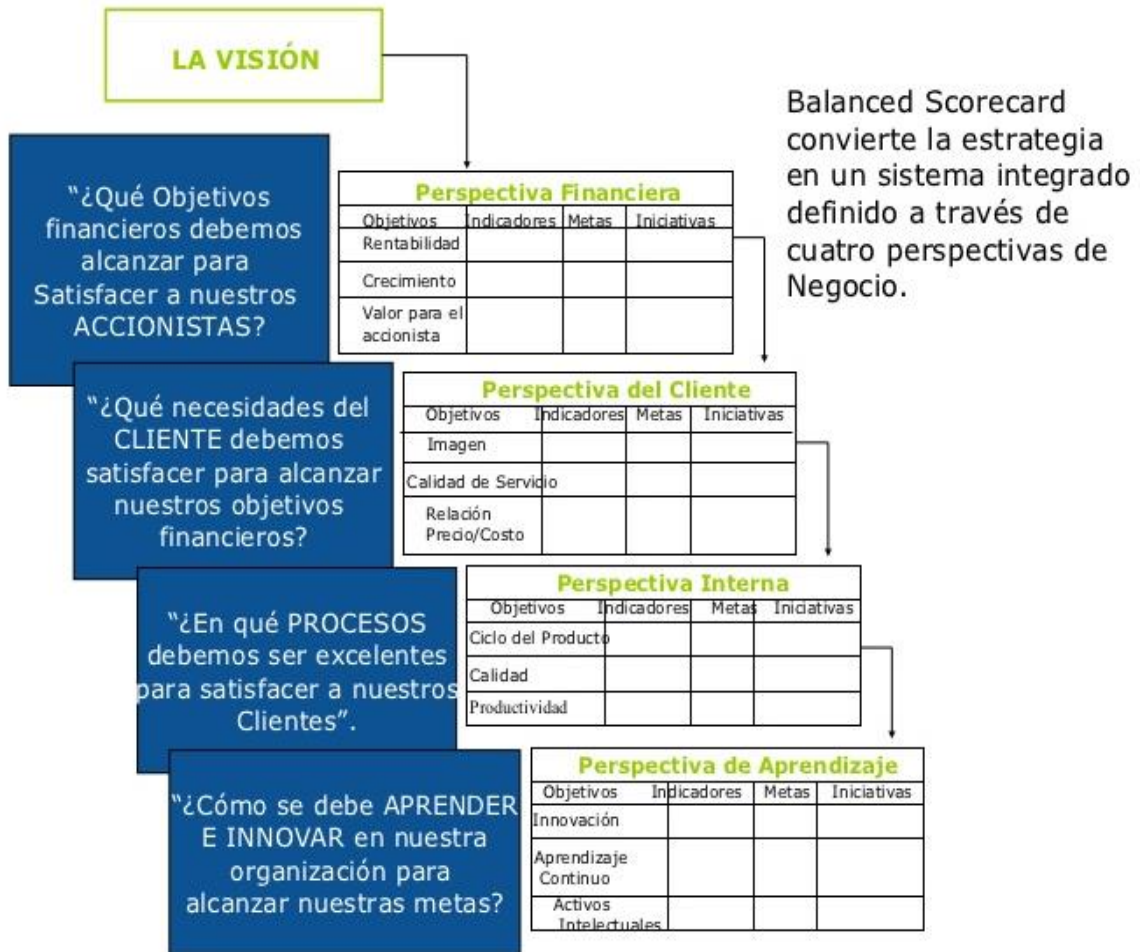 LA VISIÓN
Balanced Scorecard
convierte la estrategia
en un sistema integrado
definido a través de
cuatro perspectivas de
Negocio.
"¿Qué Objetivos
financieros debemos
alcanzar para
Satisfacer a nuestros
ACCIONISTAS?
Perspectiva Financiera
Objetivos Indicadores Metas Iniciativas
Rentabilidad
Crecimiento
Valor para el
accionista
"¿Qué necesidades del
CLIENTE debemos
satisfacer para alcanzar
nuestros objetivos
financieros?
Perspectiva del Cliente
Objetivos Indicadores Metas Iniciativas
Imagen
Calidad de Servicio
Relación
Precio/Costo
"¿En qué PROCESOS
debemos ser excelentes
para satisfacer a nuestros
Clientes".
Perspectiva Interna
Objetivos Indicadores Metas Iniciativas
Ciclo del Producto
Calidad
Productividad
"¿Cómo se debe APRENDER
E INNOVAR en nuestra
organización para
alcanzar nuestras metas?
Perspectiva de Aprendizaje
Objetivos Indicadores Metas Iniciativas
Innovación
Aprendizaje
Continuo
Activos
Intelectuales